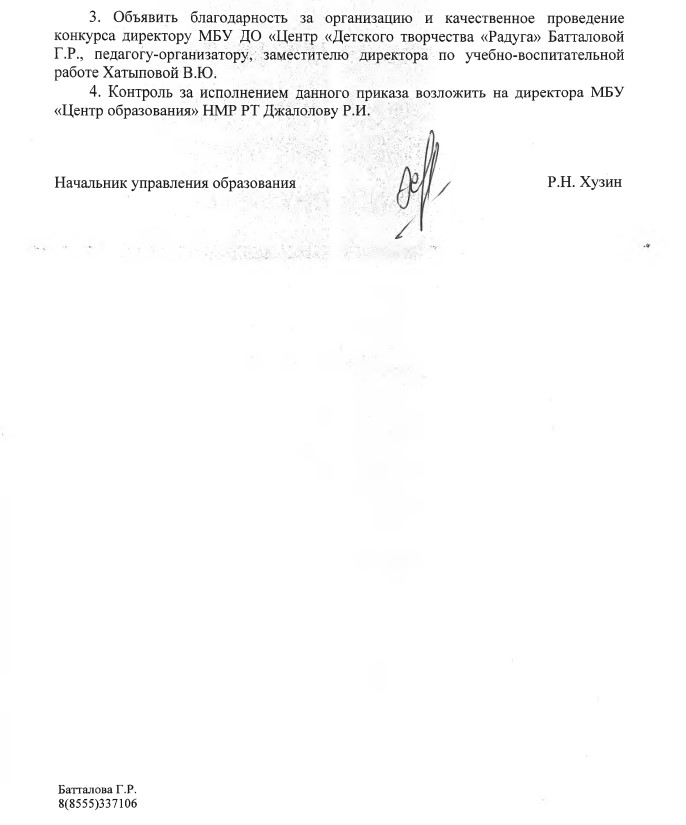 3. Объявить благодарность за организацию и качественное проведение
конкурса директору МБУ ДО «Центр «Детского творчества «Радуга» Батталовой
Г.Р., педагогу-организатору, заместителю директора по учебно-воспитательной
работе Хатыповой В.Ю.
4. Контроль за исполнением данного приказа возложить на директора МБУ
«Центр образования» НМР РТ Джалолову Р.И.
Начальник управления образования Р.Н. Хузин
Батталова Г.Р.
8(8555)337106